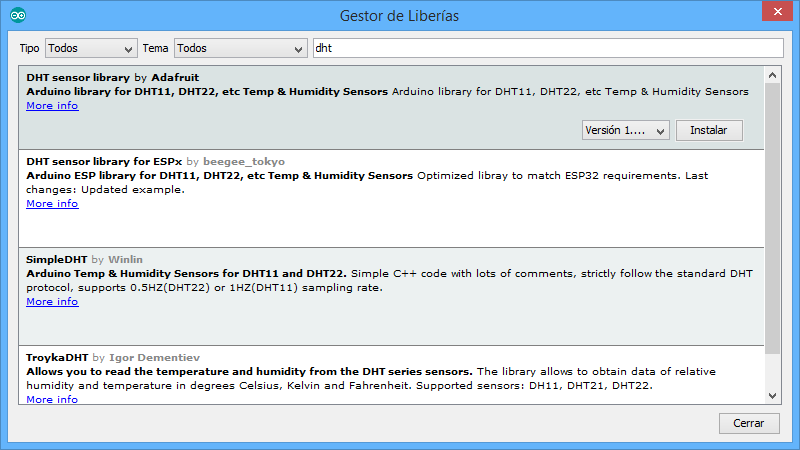 Gestor de Liberías
Tipo Todos Tema Todos dht
DHT sensor library by Adafruit
Arduino library for DHT11, DHT22, etc Temp & Humidity Sensors Arduino library for DHT11, DHT22, etc Temp & Humidity Sensors
More info
Versión 1.... Instalar
DHT sensor library for ESPx by beegee_tokyo
Arduino ESP library for DHT11, DHT22, etc Temp & Humidity Sensors Optimized libray to match ESP32 requirements. Last
changes: Updated example.
More info
SimpleDHT by Winlin
Arduino Temp & Humidity Sensors for DHT11 and DHT22. Simple C++ code with lots of comments, strictly follow the standard DHT
protocol, supports 0.5HZ(DHT22) or 1HZ(DHT11) sampling rate.
More info
TroykaDHT by Igor Dementiev
Allows you to read the temperature and humidity from the DHT series sensors. The library allows to obtain data of relative
humidity and temperature in degrees Celsius, Kelvin and Fahrenheit. Supported sensors: DH11, DHT21, DHT22.
More info
Cerrar